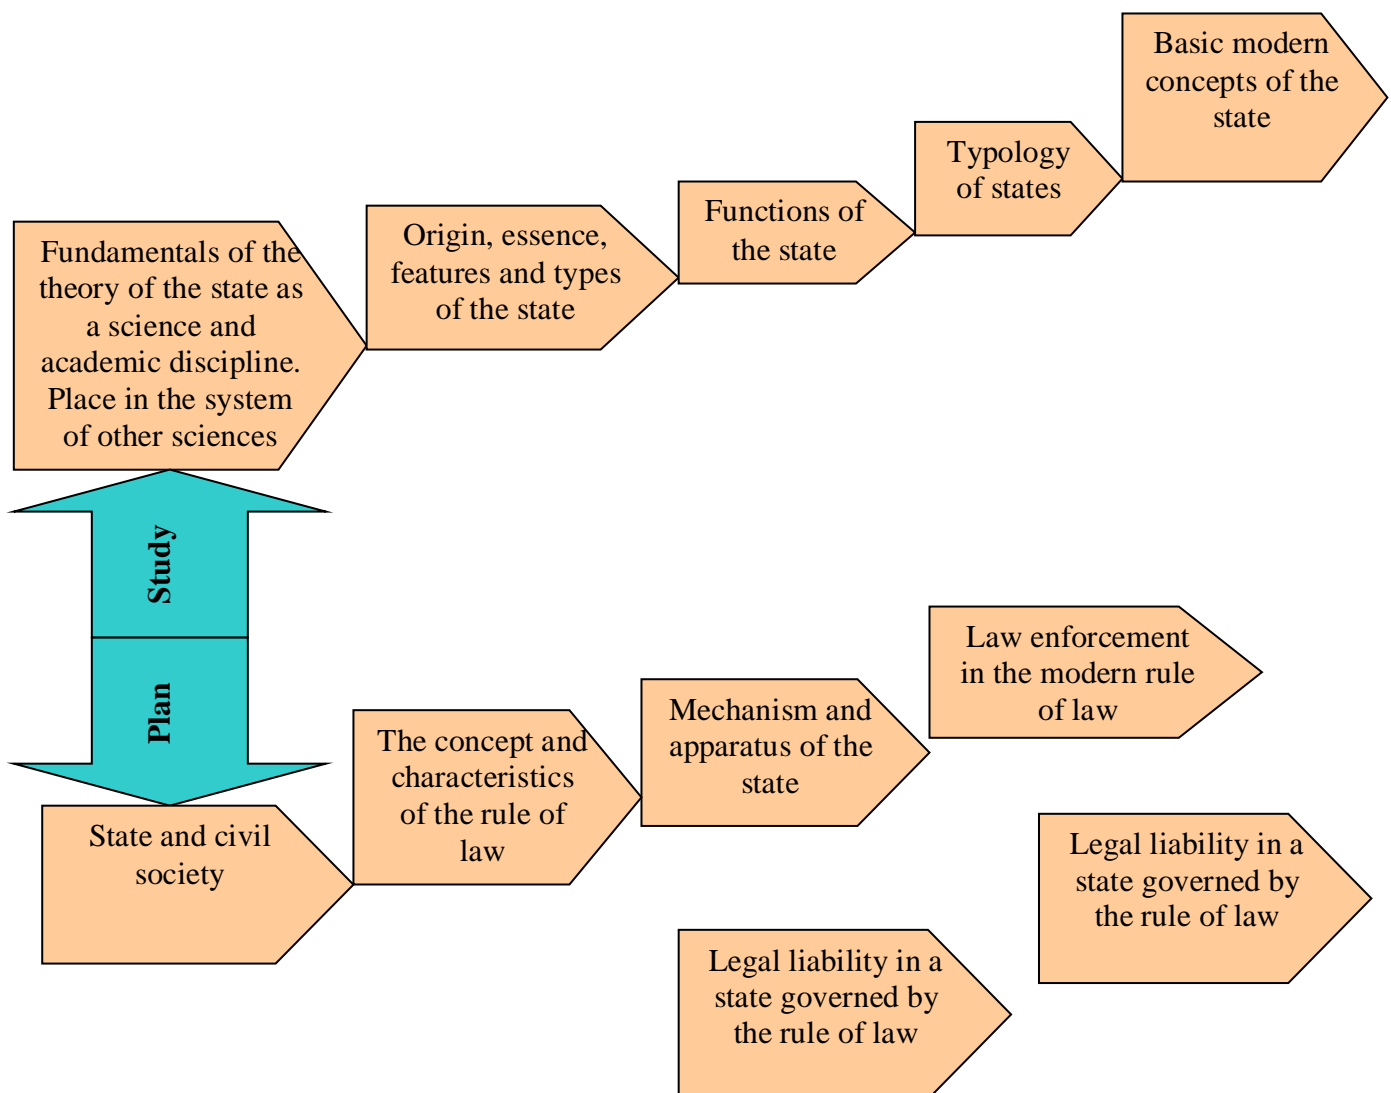 Fundamentals of the
theory of the state as
a science and
academic discipline.
Place in the system
of other sciences
Origin, essence,
features and types
of the state
Functions of
the state
Typology
of states
Basic modern
concepts of the
state
Study
Plan
State and civil
society
The concept and
characteristics
of the rule of
law
Mechanism and
apparatus of the
state
Law enforcement
in the modern rule
of law
Legal liability in a
state governed by
the rule of law
Legal liability in a
state governed by
the rule of law